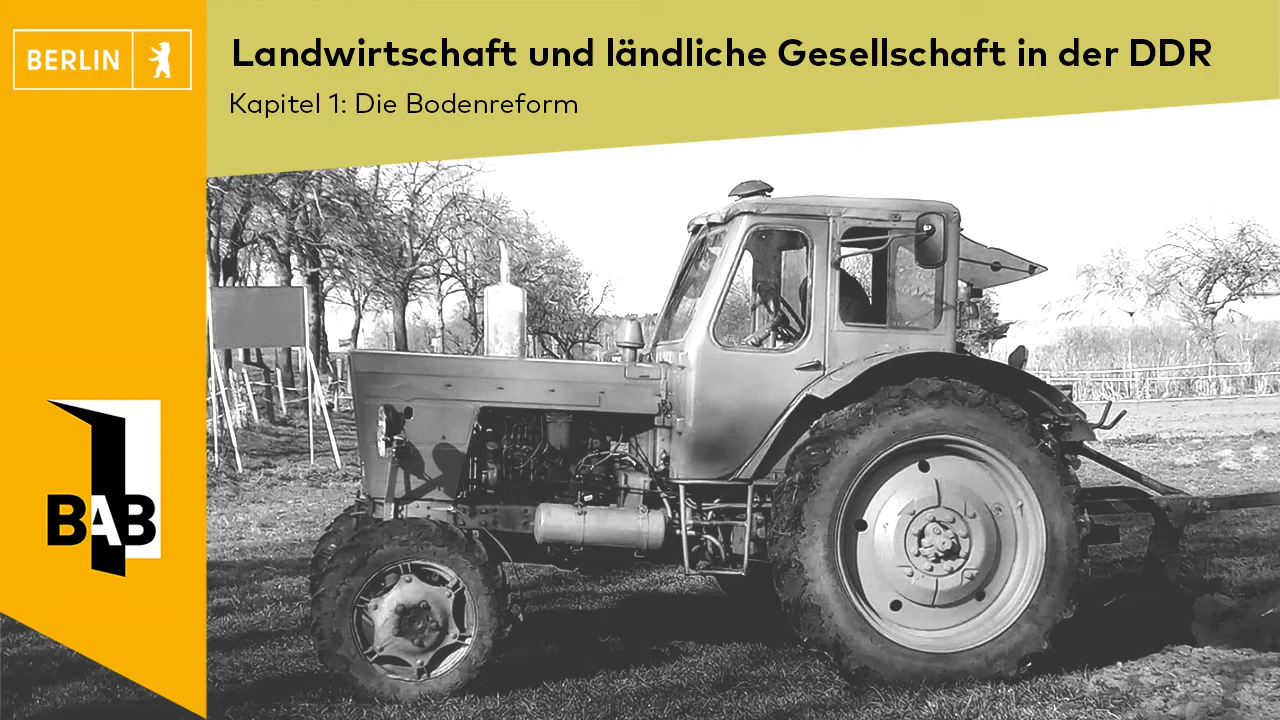 BERLIN
Landwirtschaft und ländliche Gesellschaft in der DDR
Kapitel 1: Die Bodenreform
BAB